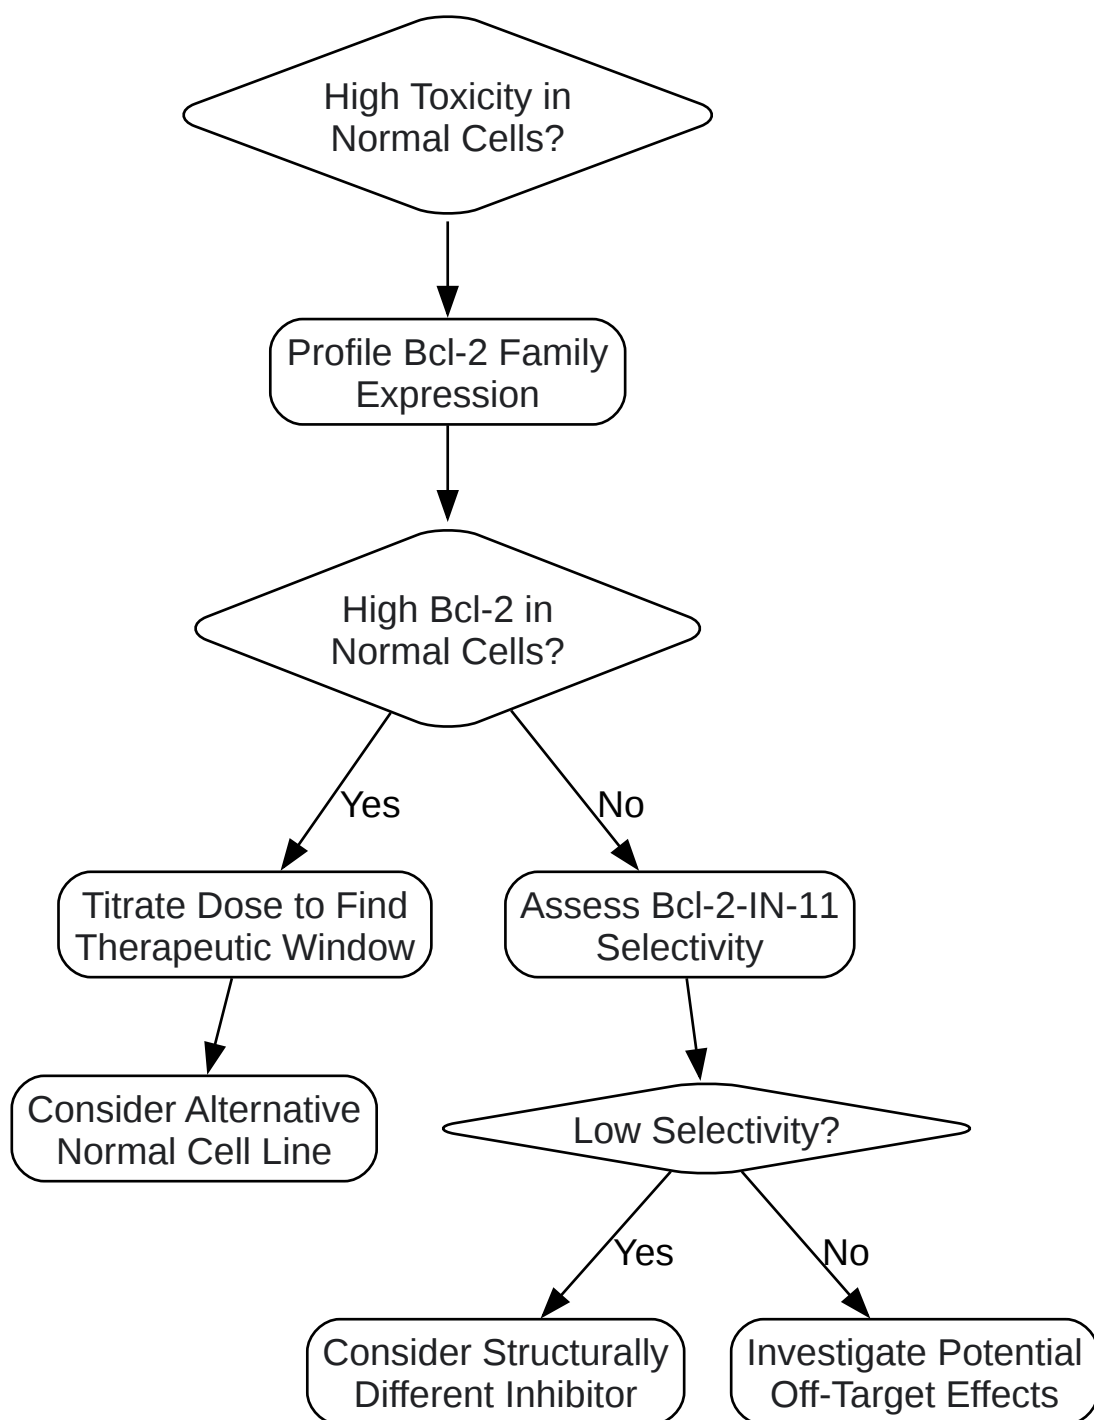 High Toxicity in
Normal Cells?
Profile Bcl-2 Family
Expression
High Bcl-2 in
Normal Cells?
Yes
No
Titrate Dose to Find
Therapeutic Window
Assess Bcl-2-IN-11
Selectivity
Consider Alternative
Normal Cell Line
Low Selectivity?
Yes
No
Consider Structurally
Different Inhibitor
Investigate Potential
Off-Target Effects